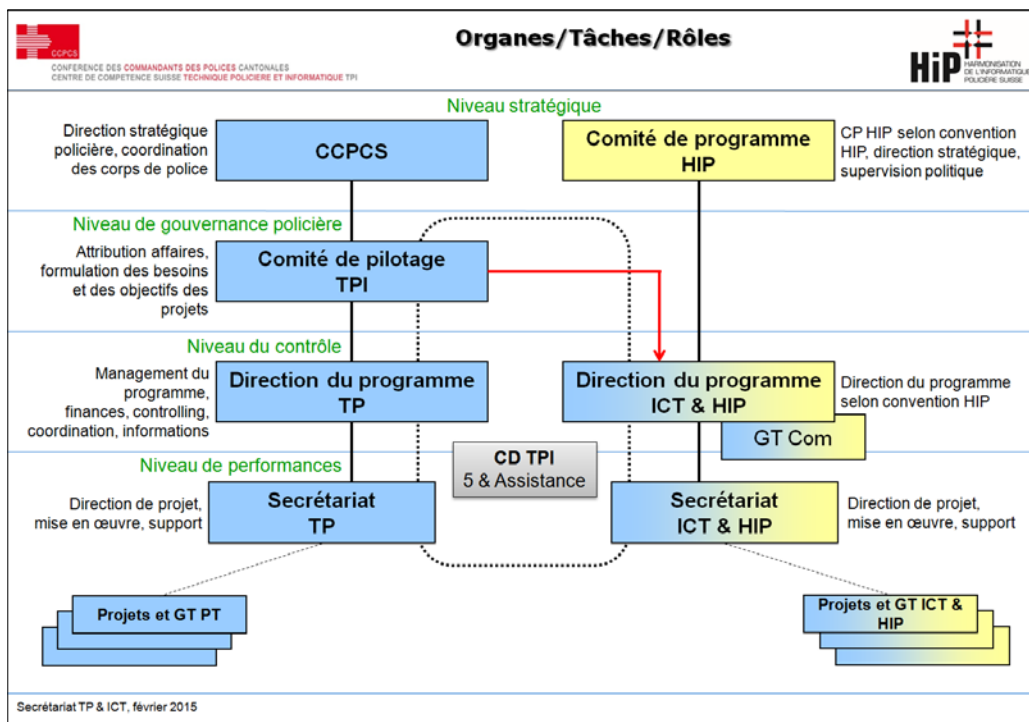 Organes/Tâches/Rôles
CCPCS
CONFERENCE DES COMMANDANTS DES POLICES CANTONALES
CENTRE DE COMPETENCE SUISSE TECHNIQUE POLICIERE ET INFORMATIQUE TPI
HiP
HARMONISATION
DE L'INFORMATIQUE
POLICIÈRE SUISSE
Niveau stratégique
Direction stratégique
policière, coordination
des corps de police
CCPCS
Comité de programme
HIP
CP HIP selon convention
HIP, direction stratégique,
supervision politique
Niveau de gouvernance policière
Attribution affaires,
formulation des besoins
et des objectifs des
projets
Comité de pilotage
TPI
Niveau du contrôle
Management du
programme,
finances, controlling,
coordination, informations
Direction du programme
TP
Direction du programme
ICT & HIP
Direction du programme
selon convention HIP
GT Com
Niveau de performances
CD TPI
5 & Assistance
Direction de projet,
mise en œuvre, support
Secrétariat
TP
Secrétariat
ICT & HIP
Direction de projet,
mise en œuvre, support
Projets et GT PT
Projets et GT ICT &
HIP
Secrétariat TP & ICT, février 2015